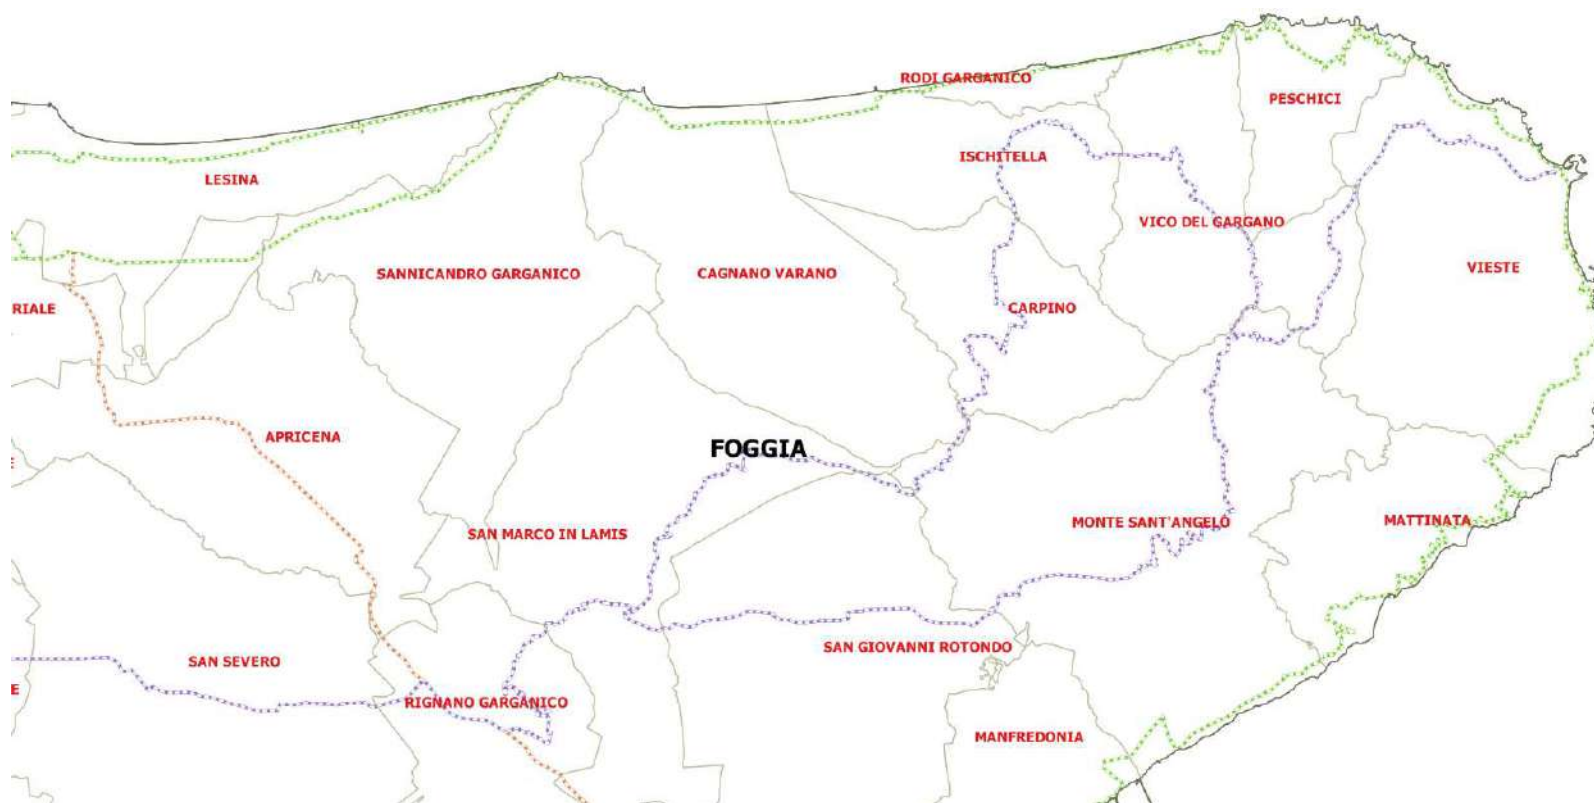 RODI GARGANICO
PESCHICI
ISCHITELLA
LESINA
VICO DEL GARGANO
VIESTE
SANNICANDRO GARGANICO
CAGNANO VARANO
RIALE
CARPINO
APRICENA
FOGGIA
E
SAN MARCO IN LAMIS
MONTE SANT'ANGELO
MATTINATA
SAN GIOVANNI ROTONDO
SAN SEVERO
E
RIGNANO GARGANICO
MANFREDONIA